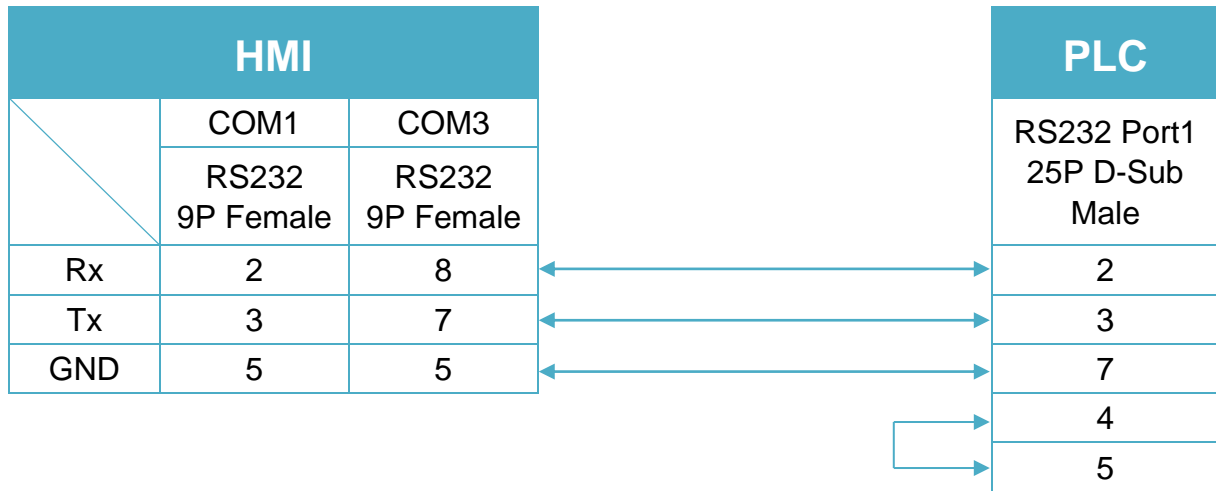 HMI
PLC
COM1 COM3
RS232 Port1
25P D-Sub
Male
RS232 RS232
9P Female 9P Female
Rx 2 8 2
Tx 3 7 3
GND 5 5 7
4
5